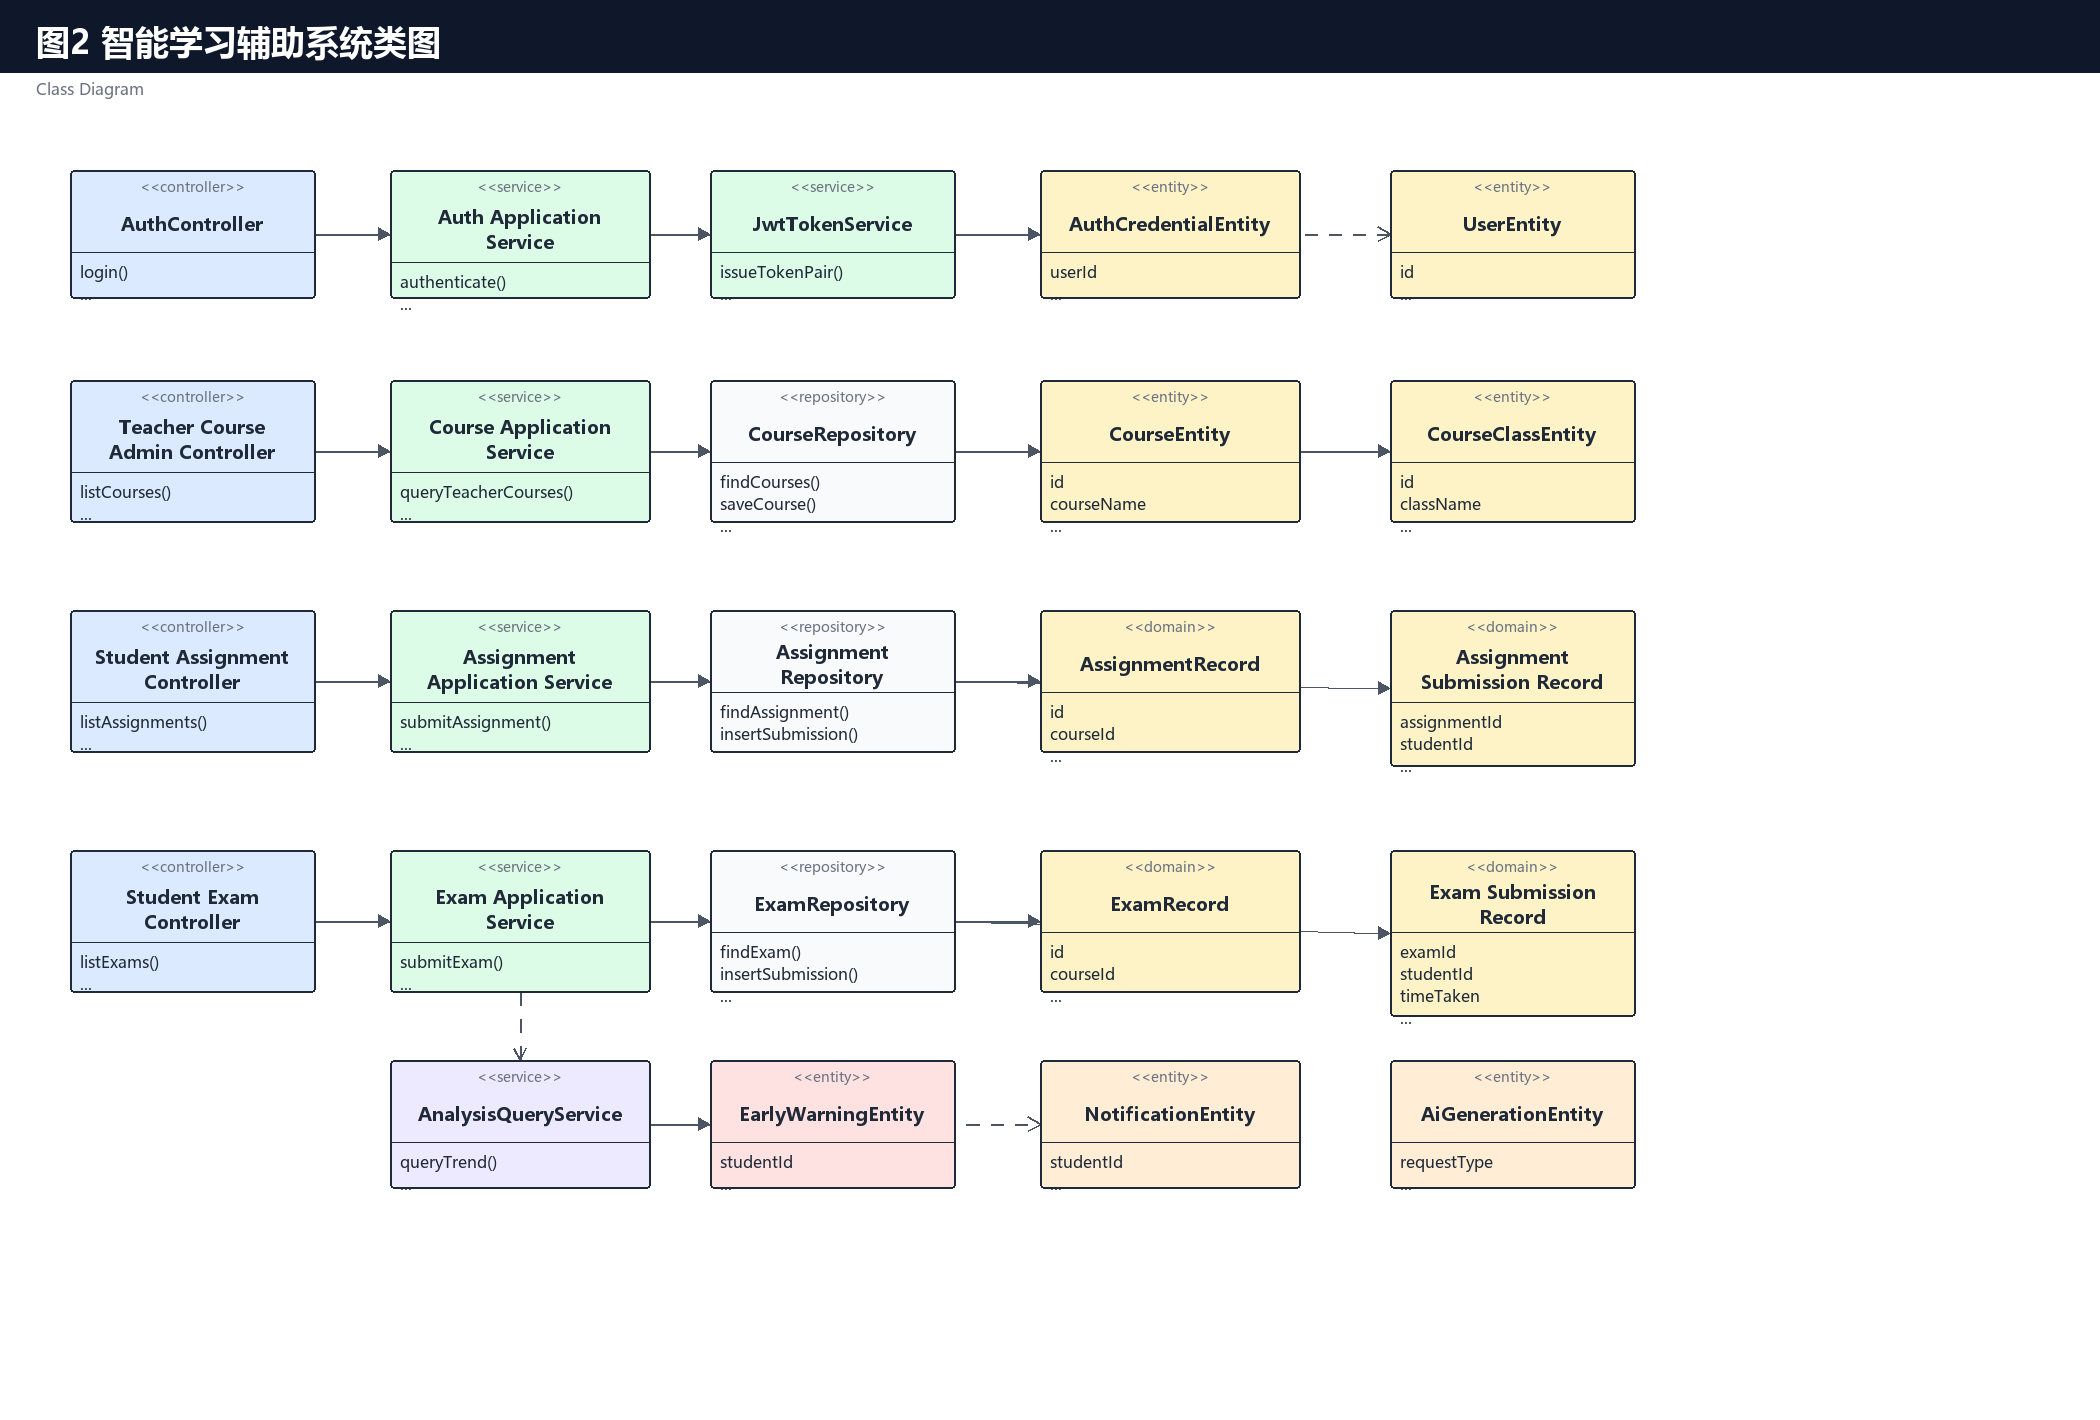 图2 智能学习辅助系统类图
Class Diagram
<<controller>>
AuthController
login()
...
<<service>>
Auth Application
Service
authenticate()
...
<<service>>
JwtTokenService
issueTokenPair()
...
<<entity>>
AuthCredentialEntity
userId
...
<<entity>>
UserEntity
id
...
<<controller>>
Teacher Course
Admin Controller
listCourses()
...
<<service>>
Course Application
Service
queryTeacherCourses()
...
<<repository>>
CourseRepository
findCourses()
saveCourse()
...
<<entity>>
CourseEntity
id
courseName
...
<<entity>>
CourseClassEntity
id
className
...
<<controller>>
Student Assignment
Controller
listAssignments()
...
<<service>>
Assignment
Application Service
submitAssignment()
...
<<repository>>
Assignment
Repository
findAssignment()
insertSubmission()
<<domain>>
AssignmentRecord
id
courseId
...
<<domain>>
Assignment
Submission Record
assignmentId
studentId
...
<<controller>>
Student Exam
Controller
listExams()
...
<<service>>
Exam Application
Service
submitExam()
...
<<repository>>
ExamRepository
findExam()
insertSubmission()
...
<<domain>>
ExamRecord
id
courseId
...
<<domain>>
Exam Submission
Record
examId
studentId
timeTaken
...
<<service>>
AnalysisQueryService
queryTrend()
...
<<entity>>
EarlyWarningEntity
studentId
...
<<entity>>
NotificationEntity
studentId
...
<<entity>>
AiGenerationEntity
requestType
...